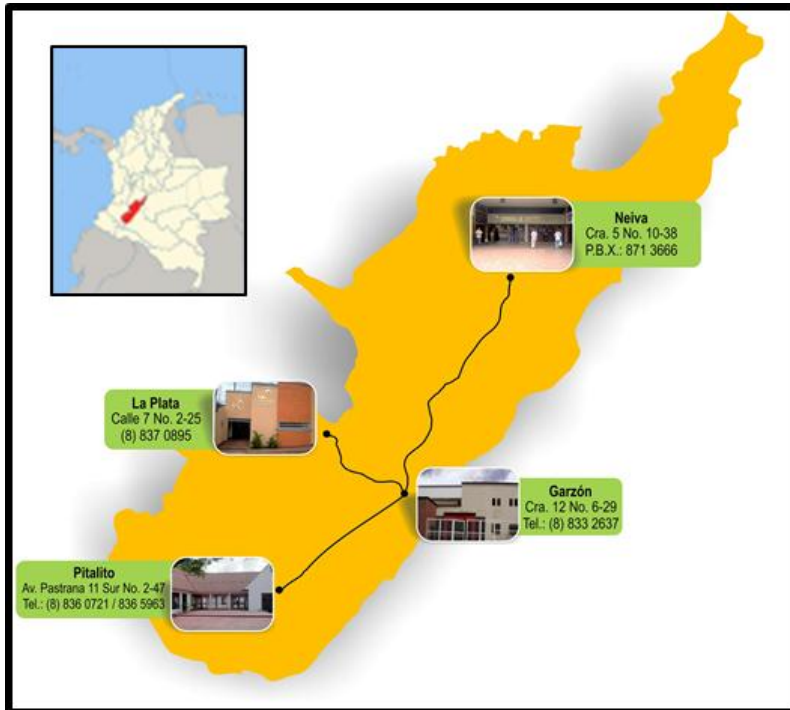 Neiva
Cra. 5 No. 10-38
P.B.X.: 871 3666
La Plata
Calle 7 No. 2-25
(8) 837 0895
Garzón
Cra. 12 No. 6-29
Tel.: (8) 833 2637
Pitalito
Av. Pastrana 11 Sur No. 2-47
Tel.: (8) 836 0721 / 836 5963